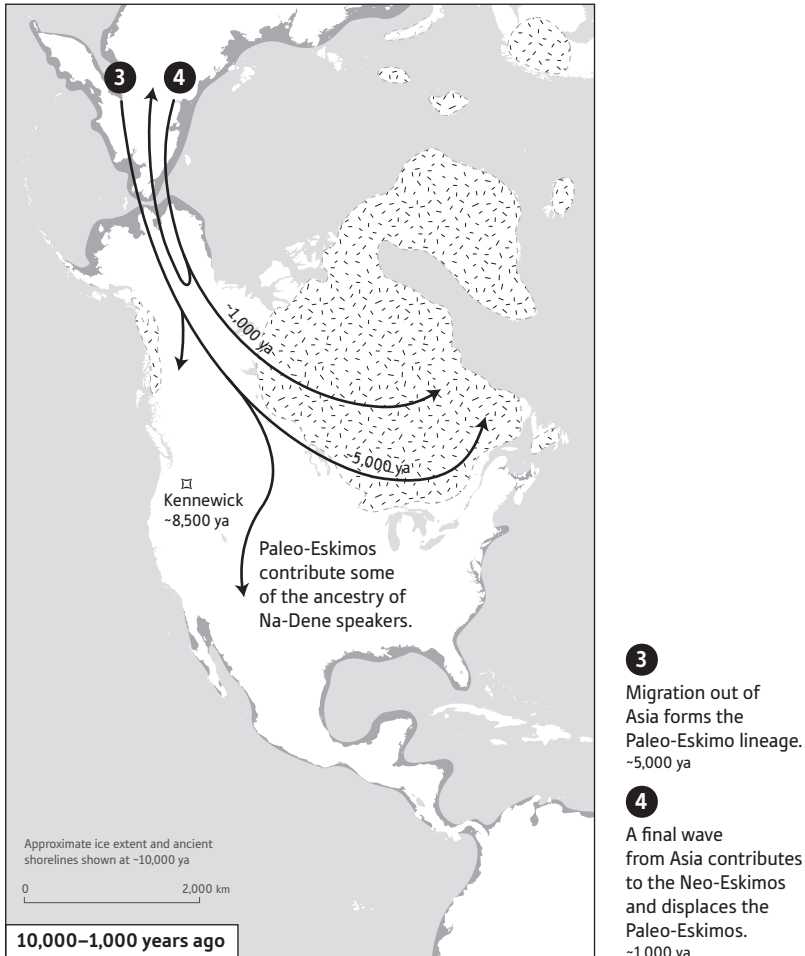 3
4
~1,000 ya
~5,000 ya
Kennewick
~8,500 ya
Paleo-Eskimos
contribute some
of the ancestry of
Na-Dene speakers.
Approximate ice extent and ancient
shorelines shown at ~10,000 ya
0
2,000 km
10,000–1,000 years ago
3
Migration out of
Asia forms the
Paleo-Eskimo lineage.
~5,000 ya
4
A final wave
from Asia contributes
to the Neo-Eskimos
and displaces the
Paleo-Eskimos.
~1,000 ya